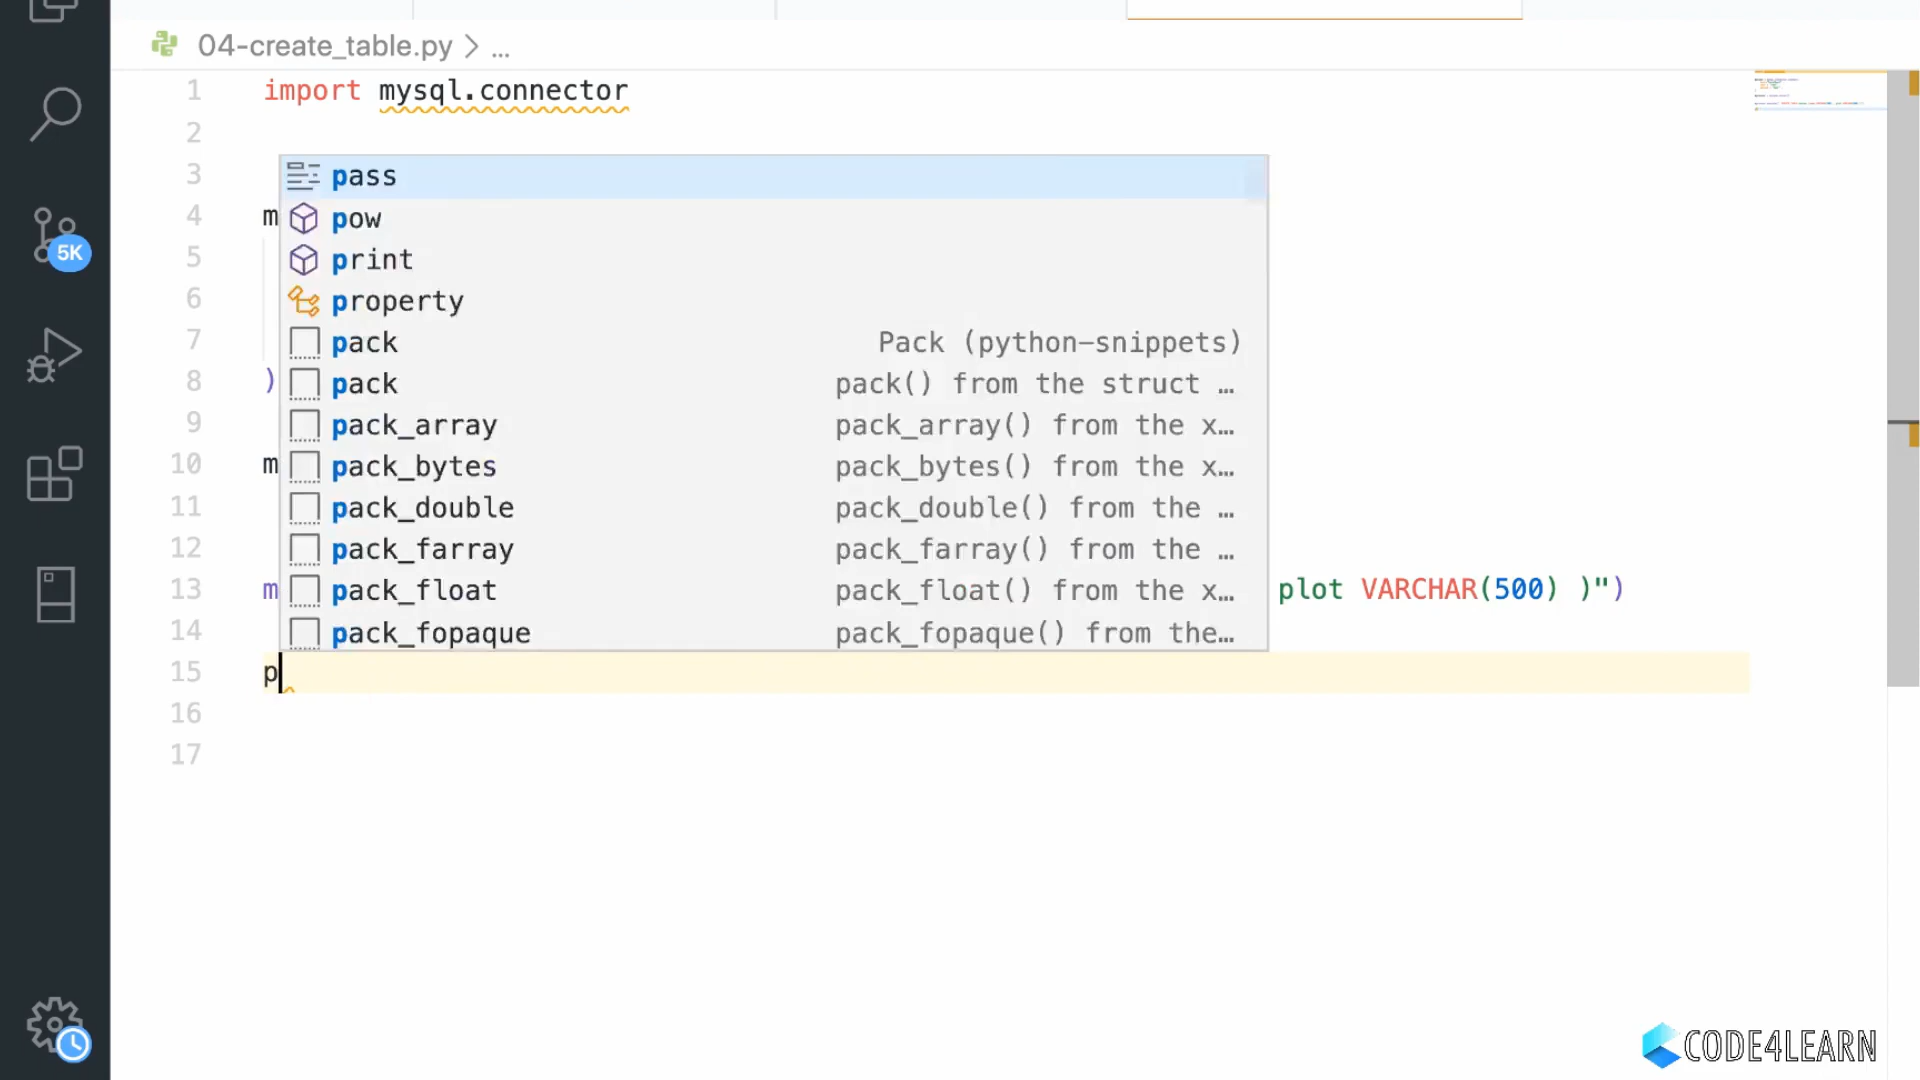 04-create_table.py > ...
1 import mysql.connector
2
3
4 m
5
6
7
8 )
9
10 m
11
12
13 m plot VARCHAR(500) )")
14
15 p
16
17
pass
pow
print
property
pack Pack (python-snippets)
pack pack() from the struct …
pack_array pack_array() from the x…
pack_bytes pack_bytes() from the x…
pack_double pack_double() from the …
pack_farray pack_farray() from the …
pack_float pack_float() from the x…
pack_fopaque pack_fopaque() from the…
5K
CODE4LEARN